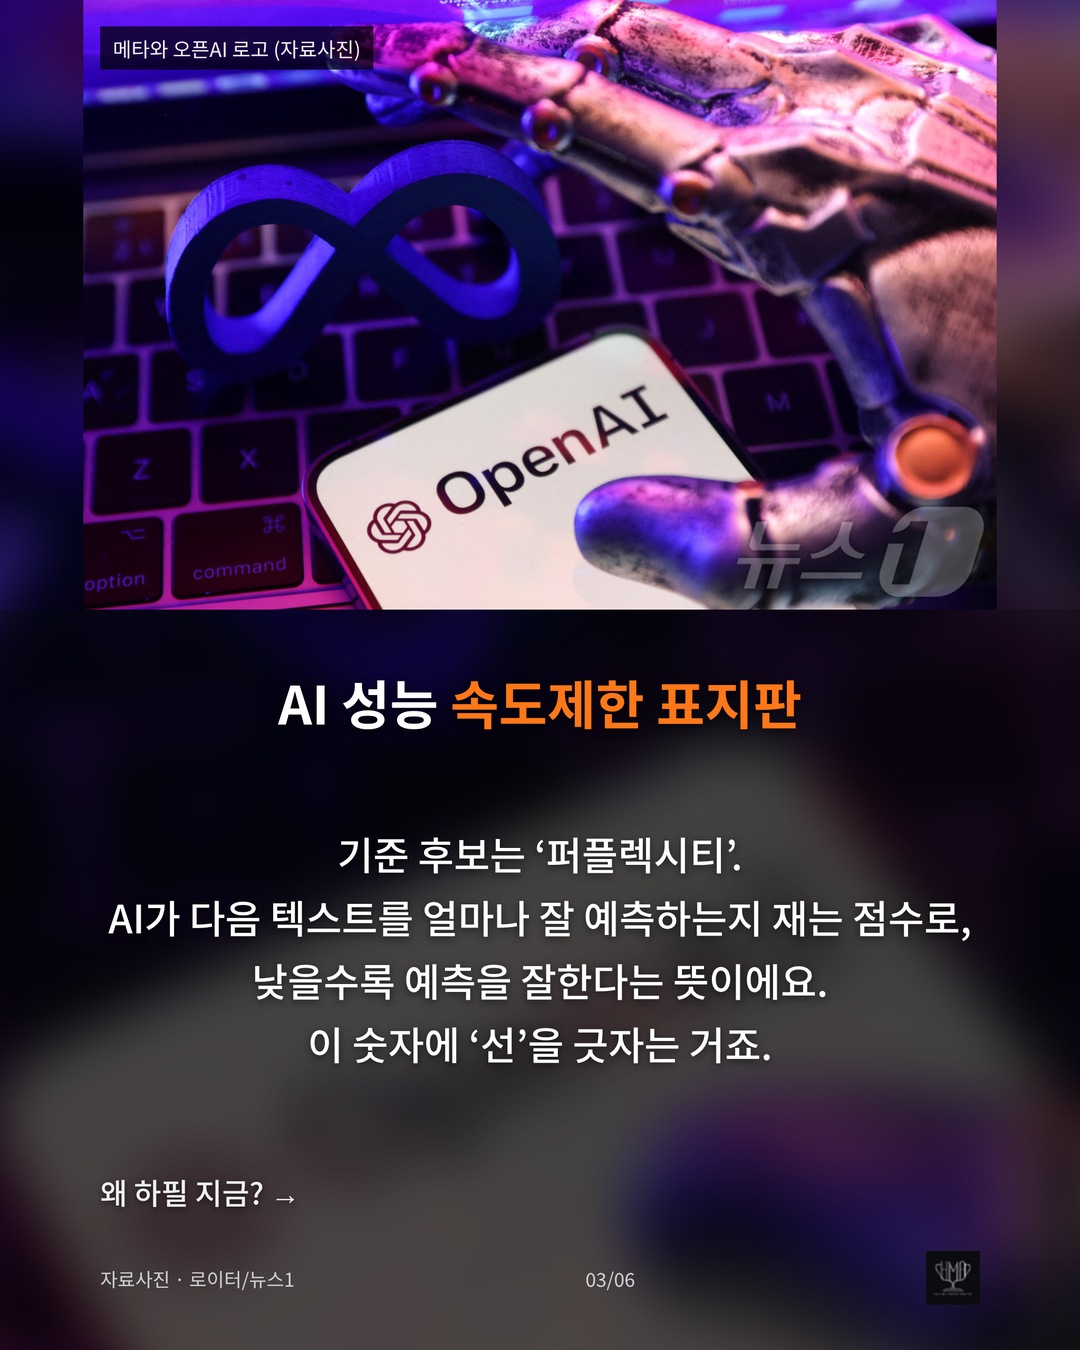 메타와 오픈AI 로고 (자료사진)
A
S
D
F
G
J
Z
X
M
option
⌥
command
⌘
OpenAI
뉴스1
AI 성능 속도제한 표지판
기준 후보는 ‘퍼플렉시티’.
AI가 다음 텍스트를 얼마나 잘 예측하는지 재는 점수로,
낮을수록 예측을 잘한다는 뜻이에요.
이 숫자에 ‘선’을 긋자는 거죠.
왜 하필 지금? →
자료사진 · 로이터/뉴스1
03/06